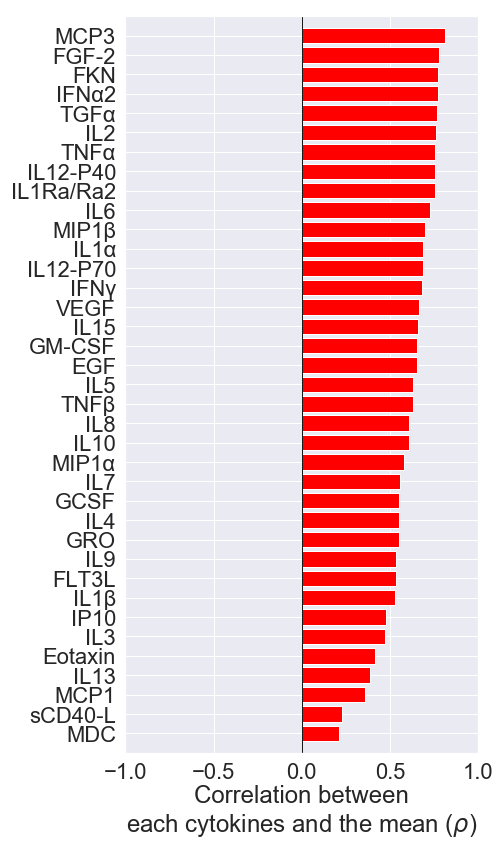 MCP3
FGF-2
FKN
IFNα2
TGFα
IL2
TNFα
IL12-P40
IL1Ra/Ra2
IL6
MIP1β
IL1α
IL12-P70
IFNγ
VEGF
IL15
GM-CSF
EGF
IL5
TNFβ
IL8
IL10
MIP1α
IL7
GCSF
IL4
GRO
IL9
FLT3L
IL1β
IP10
IL3
Eotaxin
IL13
MCP1
sCD40-L
MDC
−1.0 −0.5 0.0 0.5 1.0
Correlation between
each cytokines and the mean (ρ)